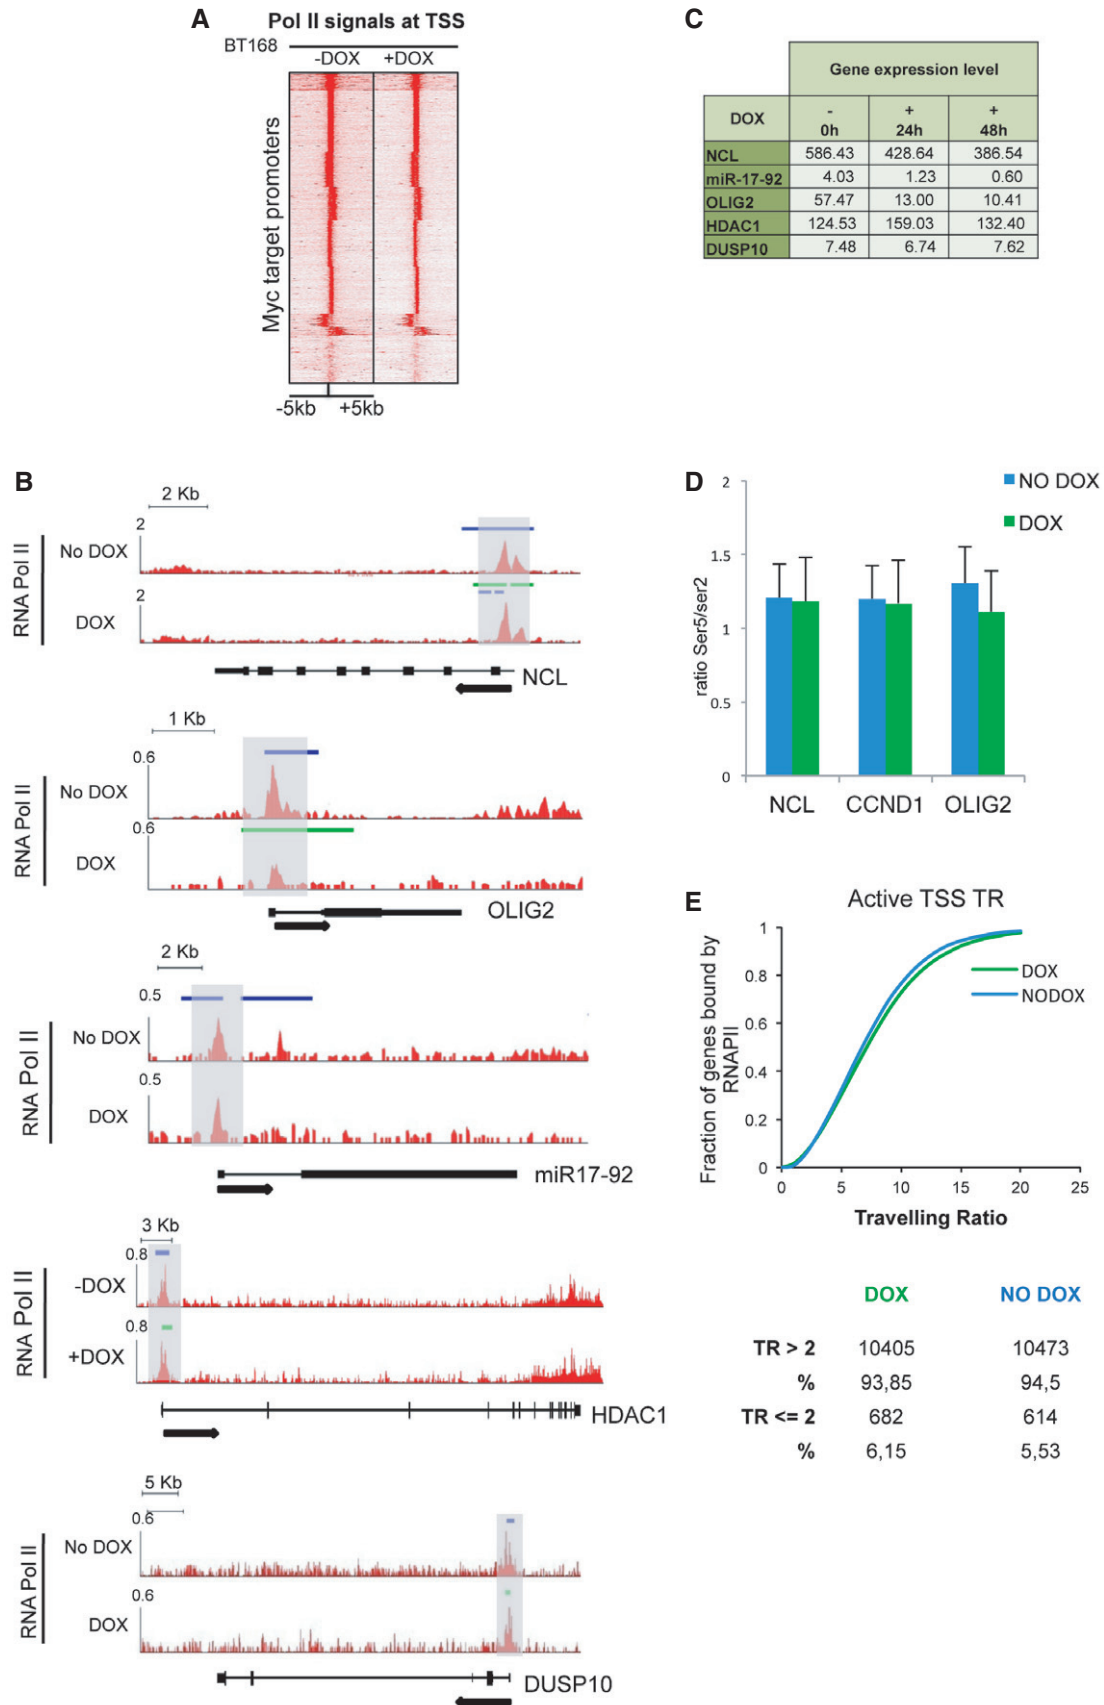 A
Pol II signals at TSS
BT168
-DOX +DOX
Myc target promoters
-5kb +5kb
B
2 Kb
RNA Pol II
2
No DOX
2
DOX
NCL
1 Kb
RNA Pol II
0.6
No DOX
0.6
DOX
OLIG2
2 Kb
RNA Pol II
0.5
No DOX
0.5
DOX
miR17-92
3 Kb
RNA Pol II
0.8
-DOX
0.8
+DOX
HDAC1
5 Kb
RNA Pol II
0.6
No DOX
0.6
DOX
DUSP10
C
Gene expression level
DOX - + +
0h 24h 48h
NCL 586.43 428.64 386.54
miR-17-92 4.03 1.23 0.60
OLIG2 57.47 13.00 10.41
HDAC1 124.53 159.03 132.40
DUSP10 7.48 6.74 7.62
D
NO DOX
DOX
ratio Ser5/ser2
2
1.5
1
0.5
0
NCL CCND1 OLIG2
E
Active TSS TR
Fraction of genes bound by
RNAPII
1
0.8
0.6
0.4
0.2
0
DOX
NODOX
0 5 10 15 20 25
Travelling Ratio
DOX NO DOX
TR > 2 10405 10473
% 93,85 94,5
TR <= 2 682 614
% 6,15 5,53